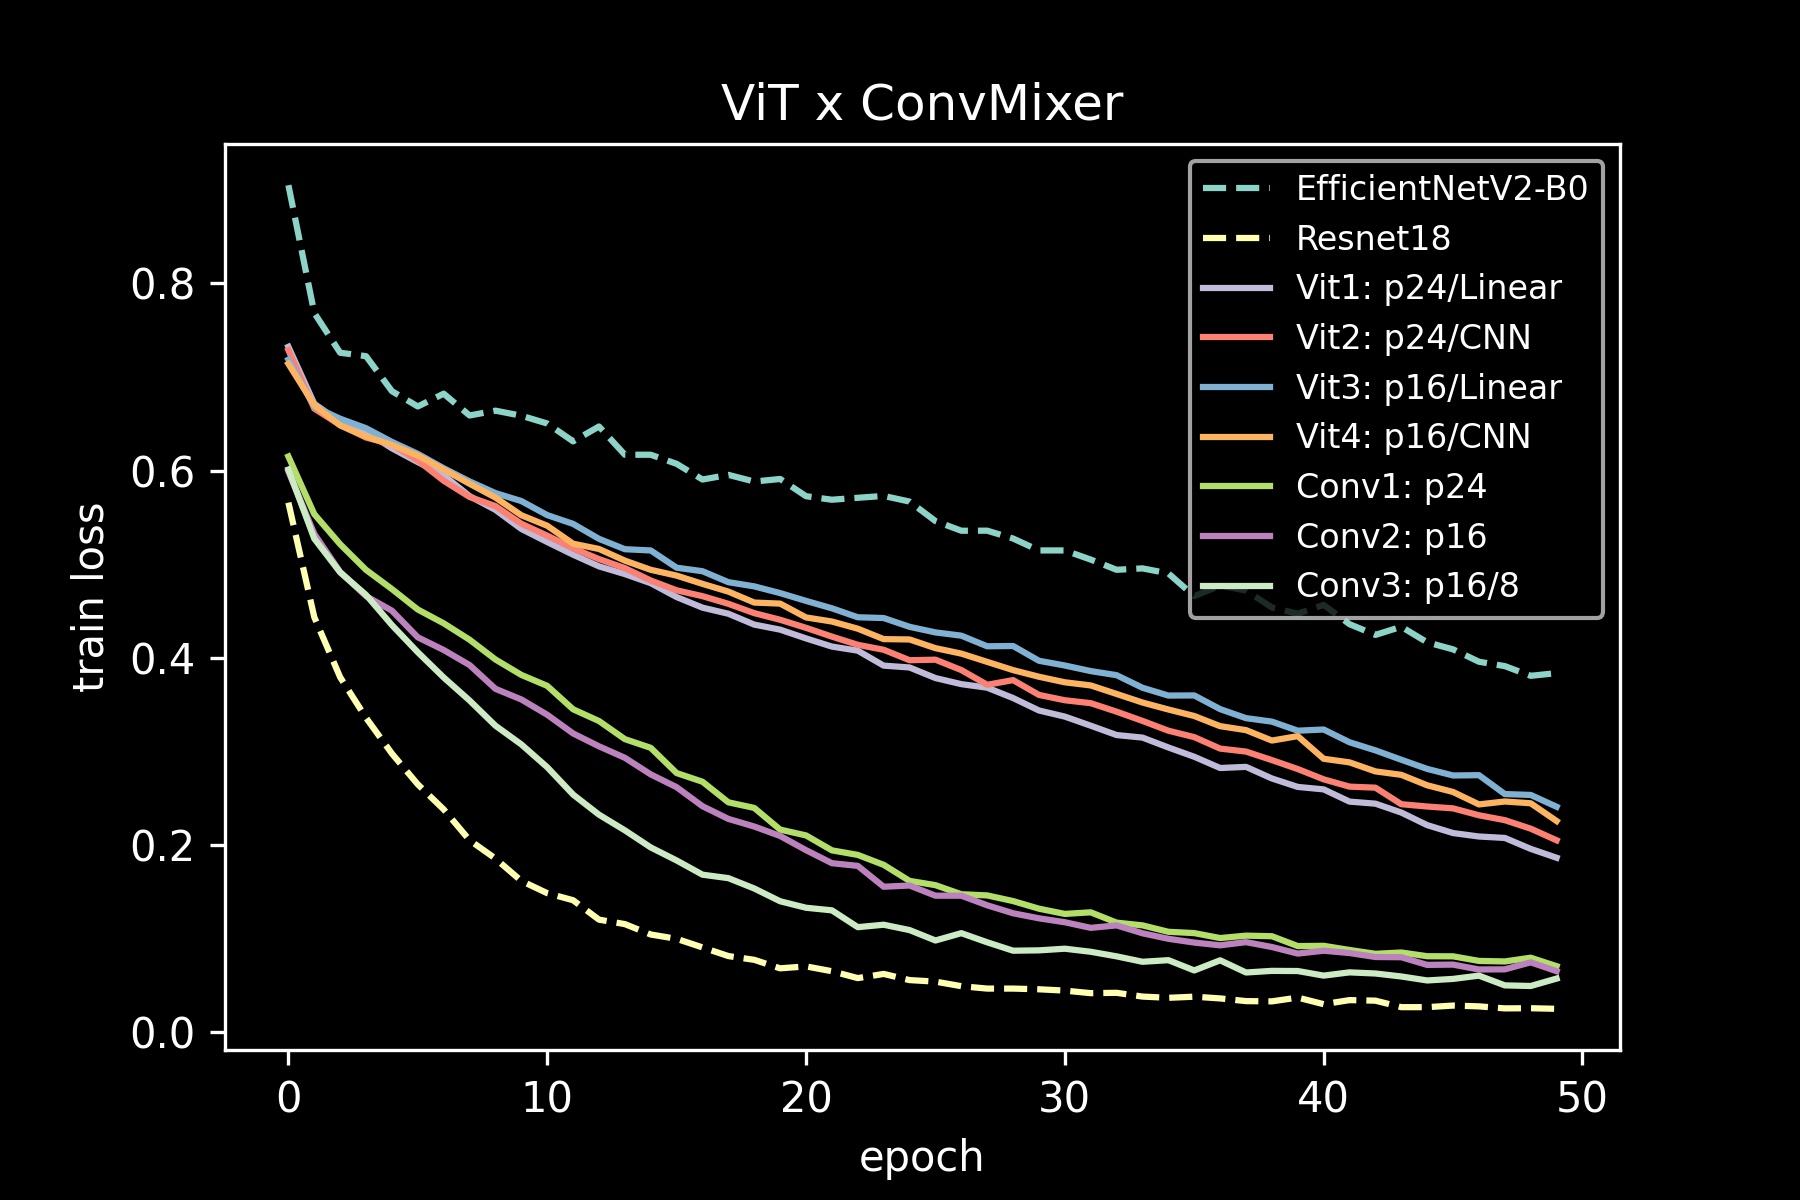 ViT x ConvMixer
EfficientNetV2-B0
Resnet18
Vit1: p24/Linear
Vit2: p24/CNN
Vit3: p16/Linear
Vit4: p16/CNN
Conv1: p24
Conv2: p16
Conv3: p16/8
0.8
0.6
0.4
0.2
0.0
train loss
0 10 20 30 40 50
epoch